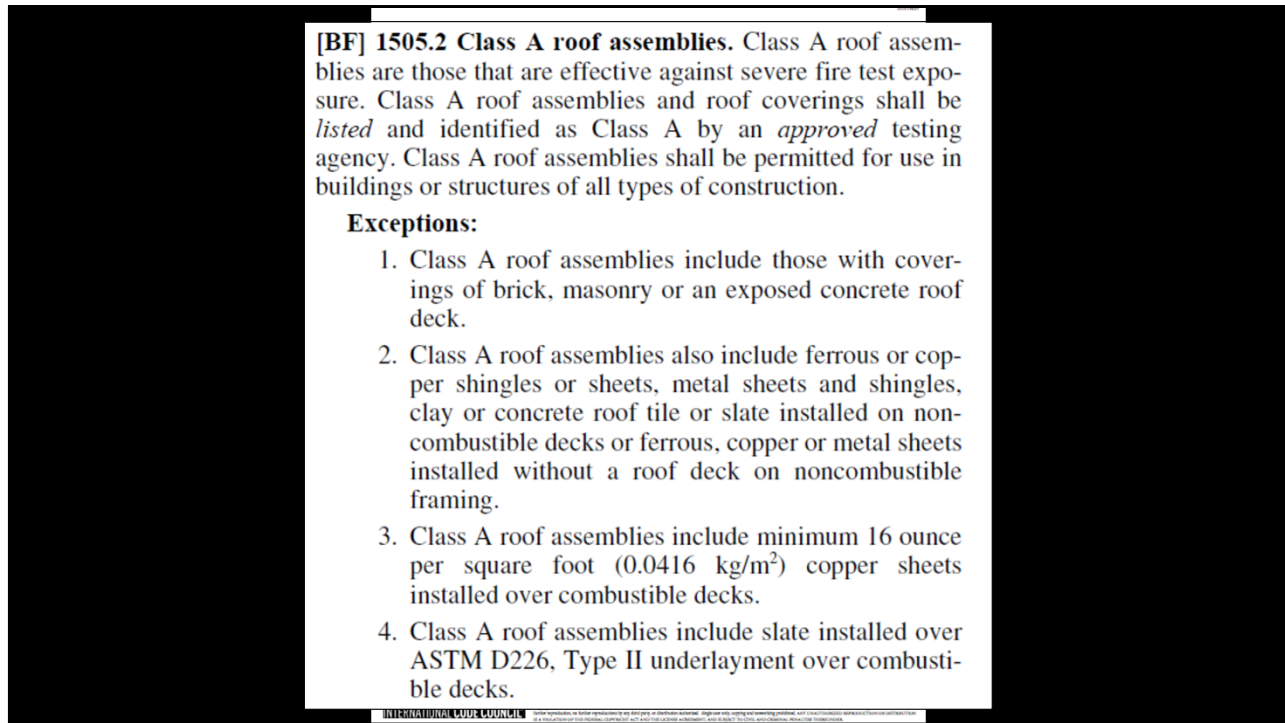 [BF] 1505.2 Class A roof assemblies. Class A roof assem-
blies are those that are effective against severe fire test expo-
sure. Class A roof assemblies and roof coverings shall be
listed and identified as Class A by an approved testing
agency. Class A roof assemblies shall be permitted for use in
buildings or structures of all types of construction.
Exceptions:
1. Class A roof assemblies include those with cover-
ings of brick, masonry or an exposed concrete roof
deck.
2. Class A roof assemblies also include ferrous or cop-
per shingles or sheets, metal sheets and shingles,
clay or concrete roof tile or slate installed on non-
combustible decks or ferrous, copper or metal sheets
installed without a roof deck on noncombustible
framing.
3. Class A roof assemblies include minimum 16 ounce
per square foot (0.0416 kg/m²) copper sheets
installed over combustible decks.
4. Class A roof assemblies include slate installed over
ASTM D226, Type II underlayment over combusti-
ble decks.
INTERNATIONAL CODE COUNCIL